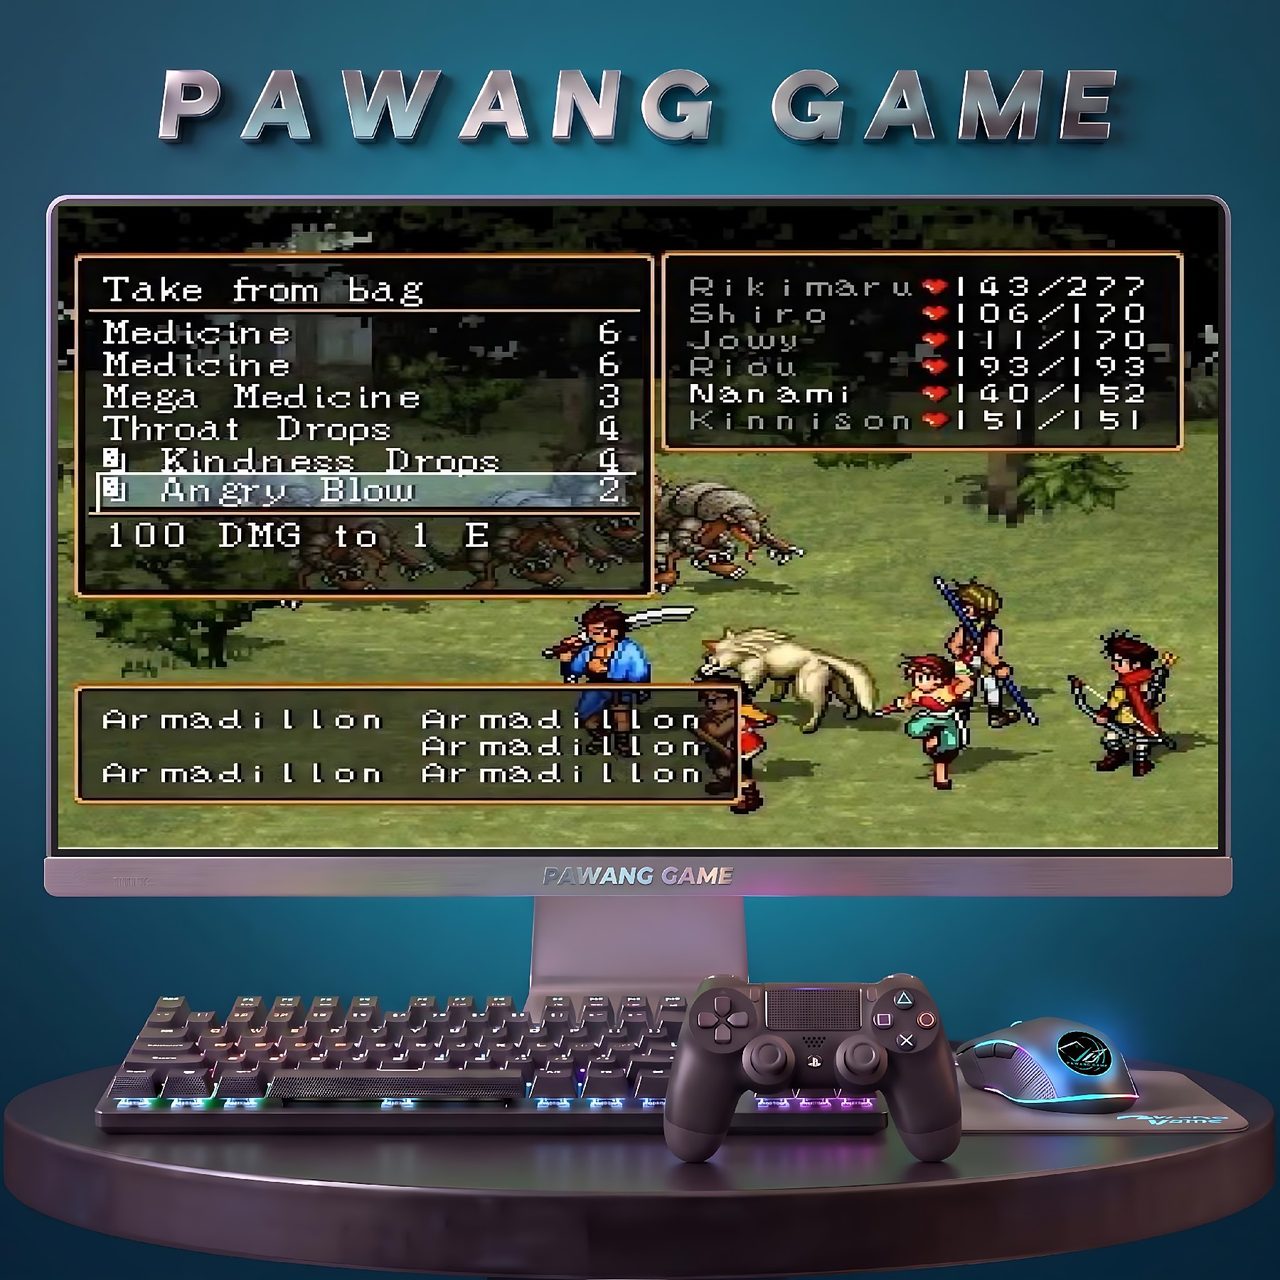 PAWANG GAME
Take from bag
Medicine 6
Medicine 6
Mega Medicine 3
Throat Drops 4
Kindness Drops 4
Angry Blow 2
100 DMG to 1 E
Rikimaru 143/277
Shiro 106/170
Jowy 111/170
Riou 193/193
Nanami 140/152
Kinnison 151/151
Armadillon Armadillon
Armadillon
Armadillon Armadillon
PAWANG GAME